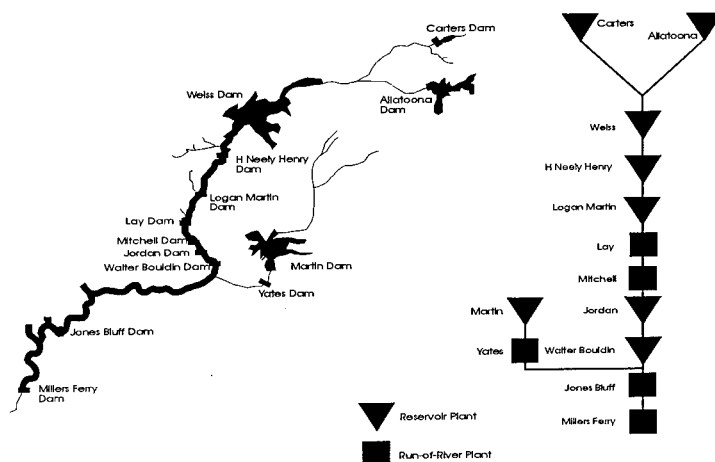 Carters Dam
Weiss Dam
Allatoona
Dam
H Neely Henry
Dam
Logan Martin
Dam
Lay Dam
Mitchell Dam
Jordan Dam
Walter Bouldin Dam
Martin Dam
Yates Dam
Jones Bluff Dam
Millers Ferry
Dam
Carters
Allatoona
Weiss
H Neely Henry
Logan Martin
Lay
Mitchell
Martin
Jordan
Yates
Walter Bouldin
Jones Bluff
Millers Ferry
Reservoir Plant
Run-of-River Plant